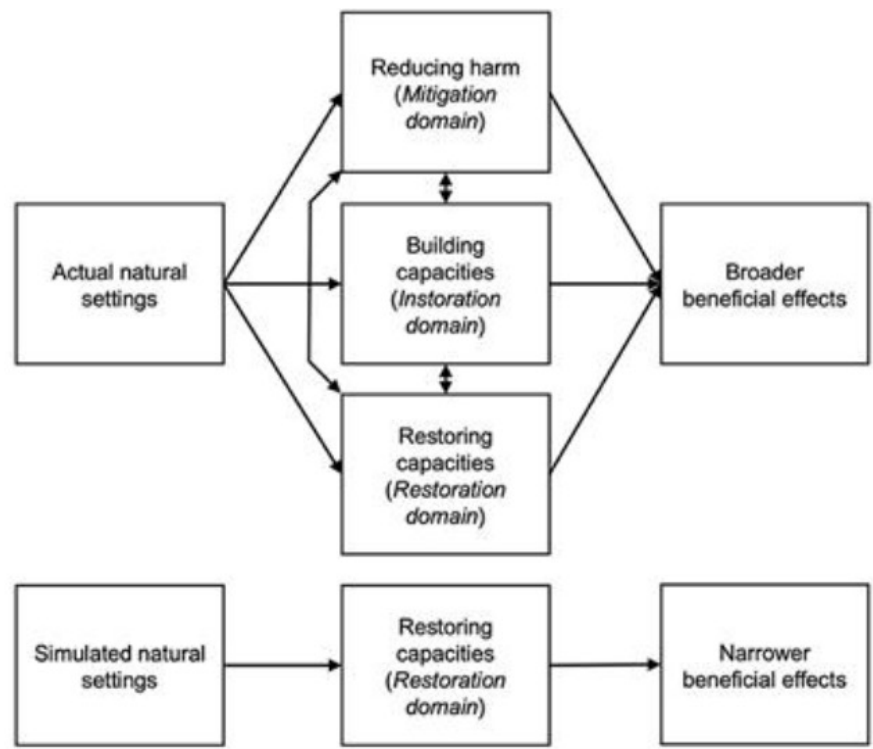 Reducing harm
(Mitigation
domain)
Actual natural
settings
Building
capacities
(Instoration
domain)
Broader
beneficial effects
Restoring
capacities
(Restoration
domain)
Simulated natural
settings
Restoring
capacities
(Restoration
domain)
Narrower
beneficial effects